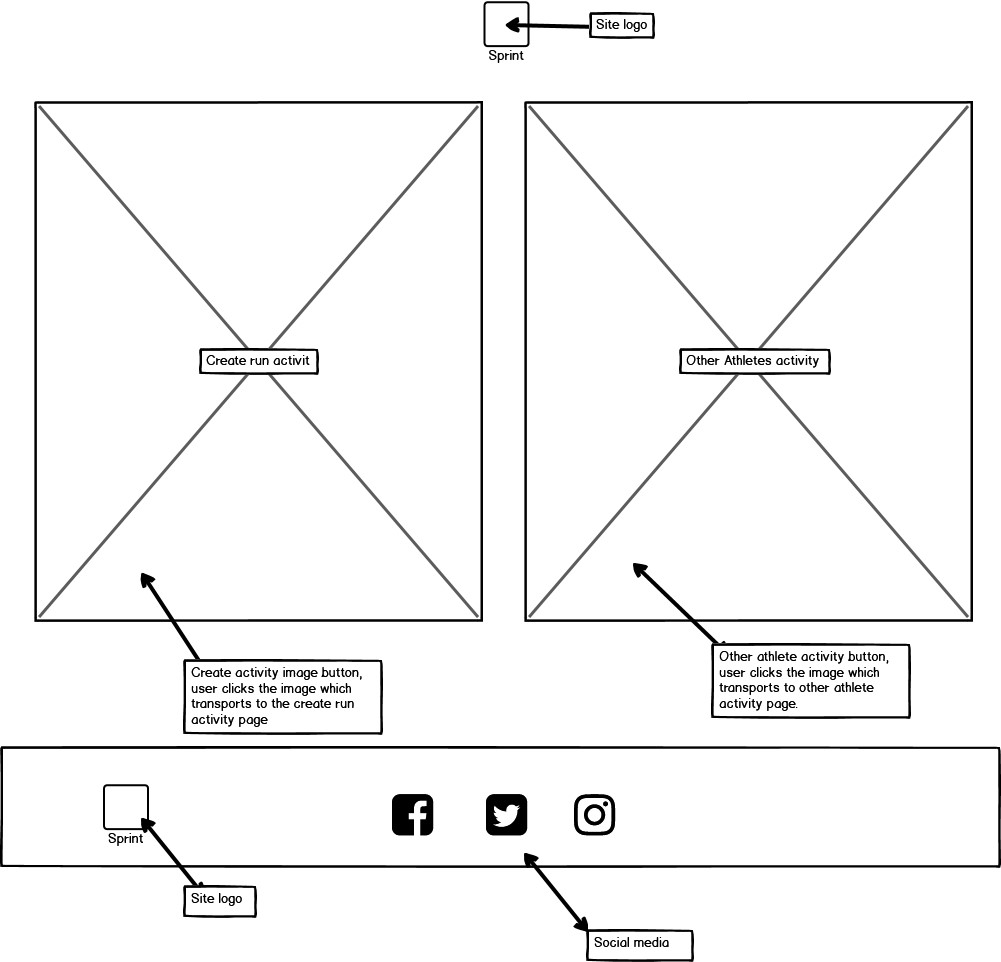 Site logo
Sprint
Create run activit
Other Athletes activity
Create activity image button,
user clicks the image which
transports to the create run
activity page
Other athlete activity button,
user clicks the image which
transports to other athlete
activity page.
Sprint
Site logo
Social media